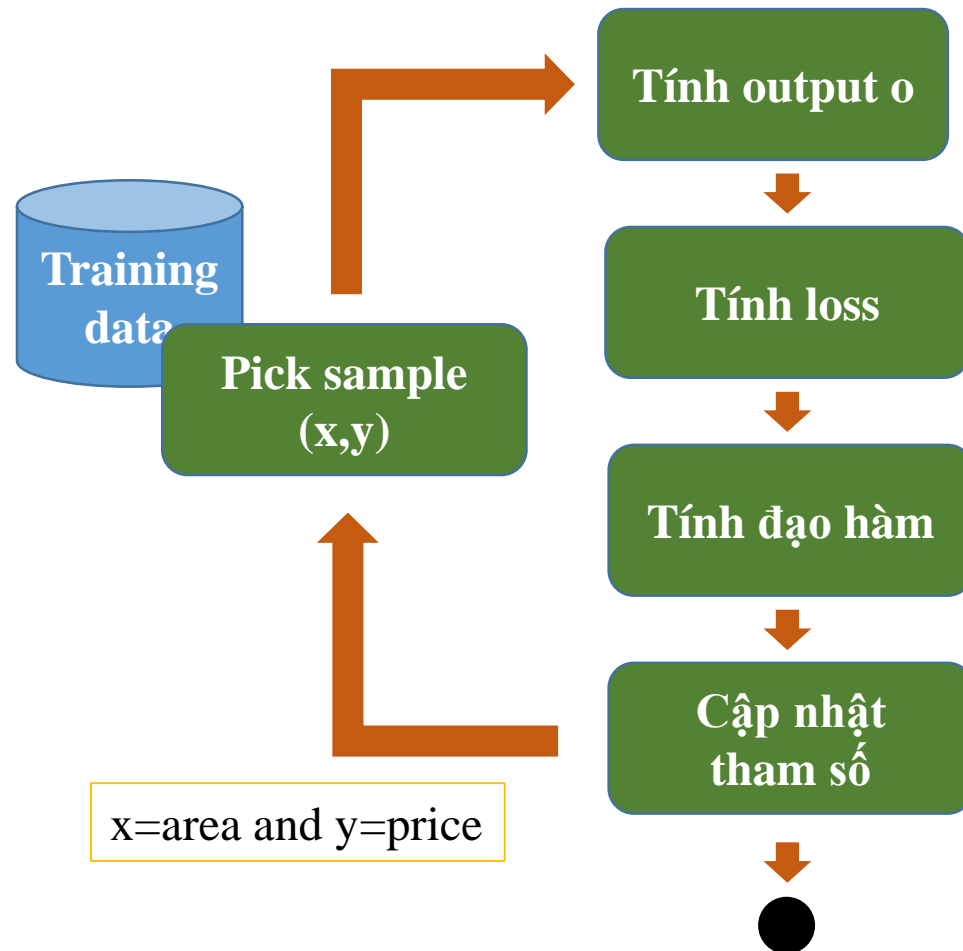 Tính output o
Training
data
Pick sample
(x,y)
Tính loss
Tính đạo hàm
Cập nhật
tham số
x=area and y=price